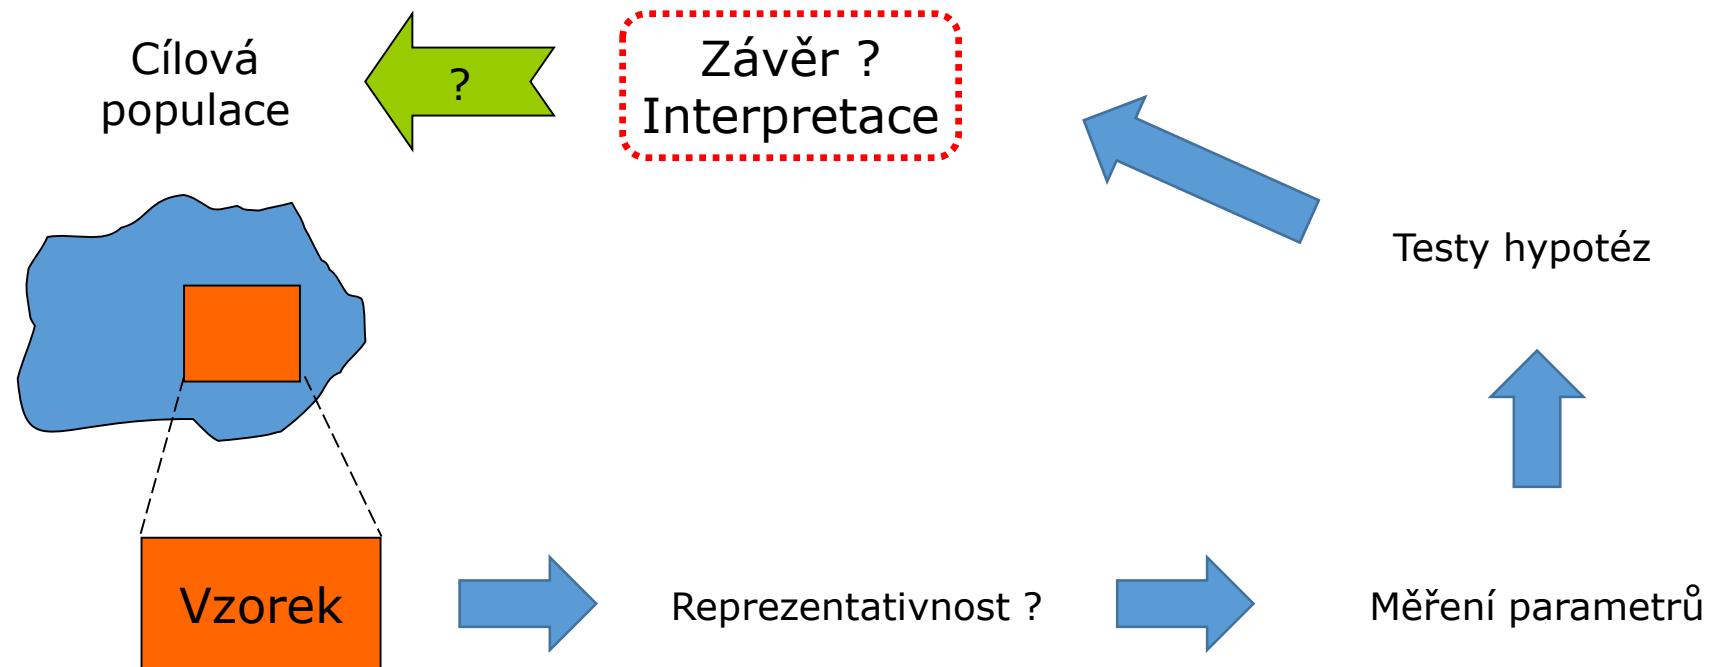 Cílová
populace
?
Závěr ?
Interpretace
Testy hypotéz
Vzorek
Reprezentativnost ?
Měření parametrů